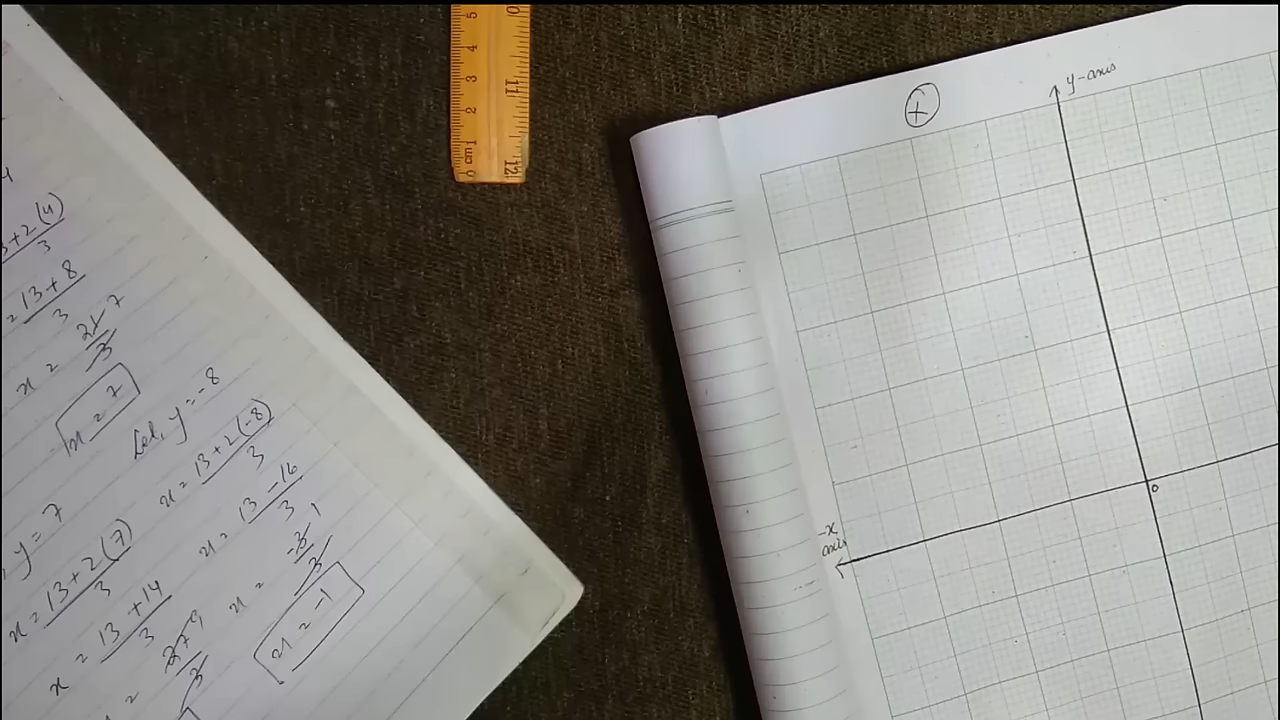 4
3+2(4)
3
= 13+8
3
x = 21 7
3
x = 7
y = 7
x = 13+2(7)
3
x = 13+14
3
= 27 9
3
Let, y = -8
x = 13+2(-8)
3
x = 13-16
3
x = -3 1
3
x = -1
5
4
3
2
1
0 cm
10
11
12
+
y-axis
-x
axis
0